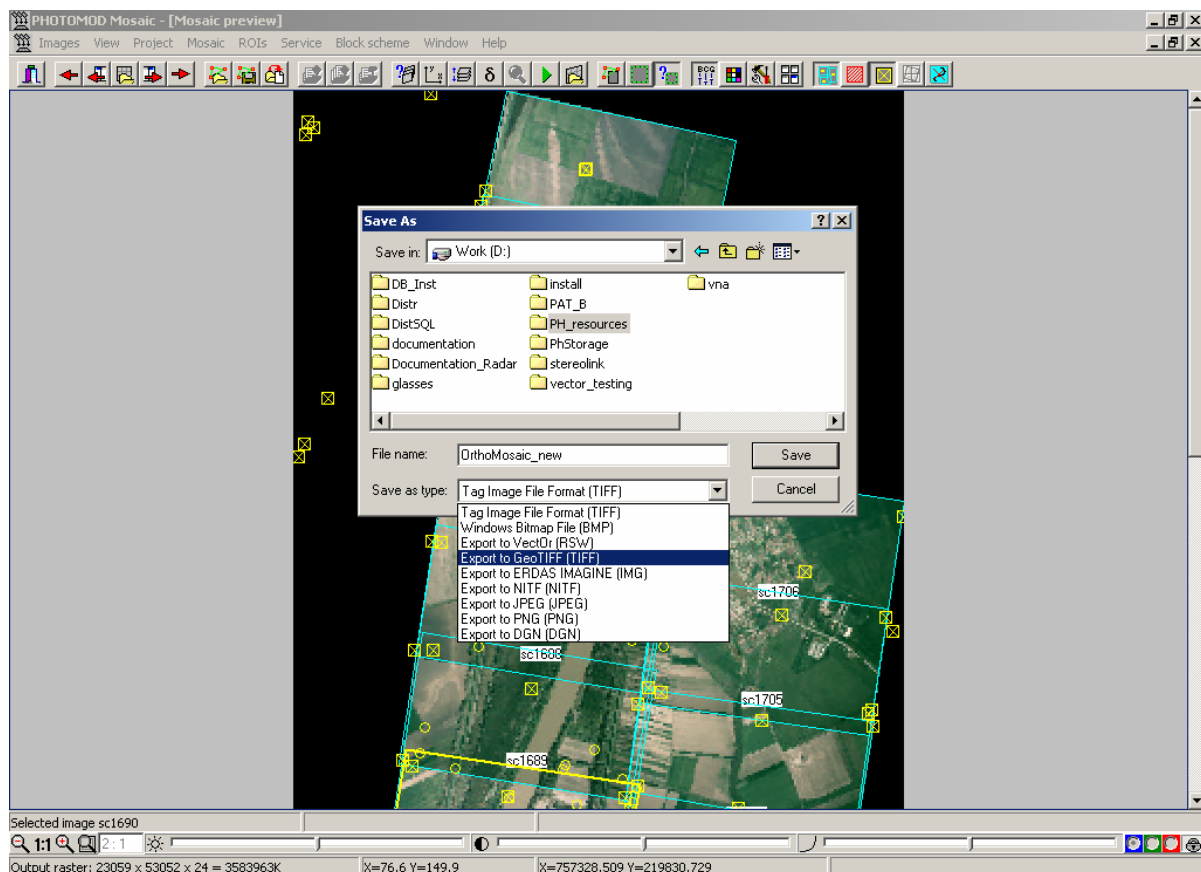 PHOTOMOD Mosaic - [Mosaic preview]
Images View Project Mosaic ROIs Service Block scheme Window Help
BCG
Save As
Save in: Work (D:)
DB_Inst install vna
Distr PAT_B
DistSQL PH_resources
documentation PhStorage
Documentation_Radar stereolink
glasses vector_testing
File name: OrthoMosaic_new Save
Save as type: Tag Image File Format (TIFF) Cancel
Tag Image File Format (TIFF)
Windows Bitmap File (BMP)
Export to VectOr (RSW)
Export to GeoTIFF (TIFF)
Export to ERDAS IMAGINE (IMG)
Export to NITF (NITF)
Export to JPEG (JPEG)
Export to PNG (PNG)
Export to DGN (DGN)
sc1706
sc1688
sc1705
sc1689
Selected image sc1690
1:1 2:1
Output raster: 23059 x 53052 x 24 = 3583963K X=76.6 Y=149.9 X=757328.509 Y=219830.729